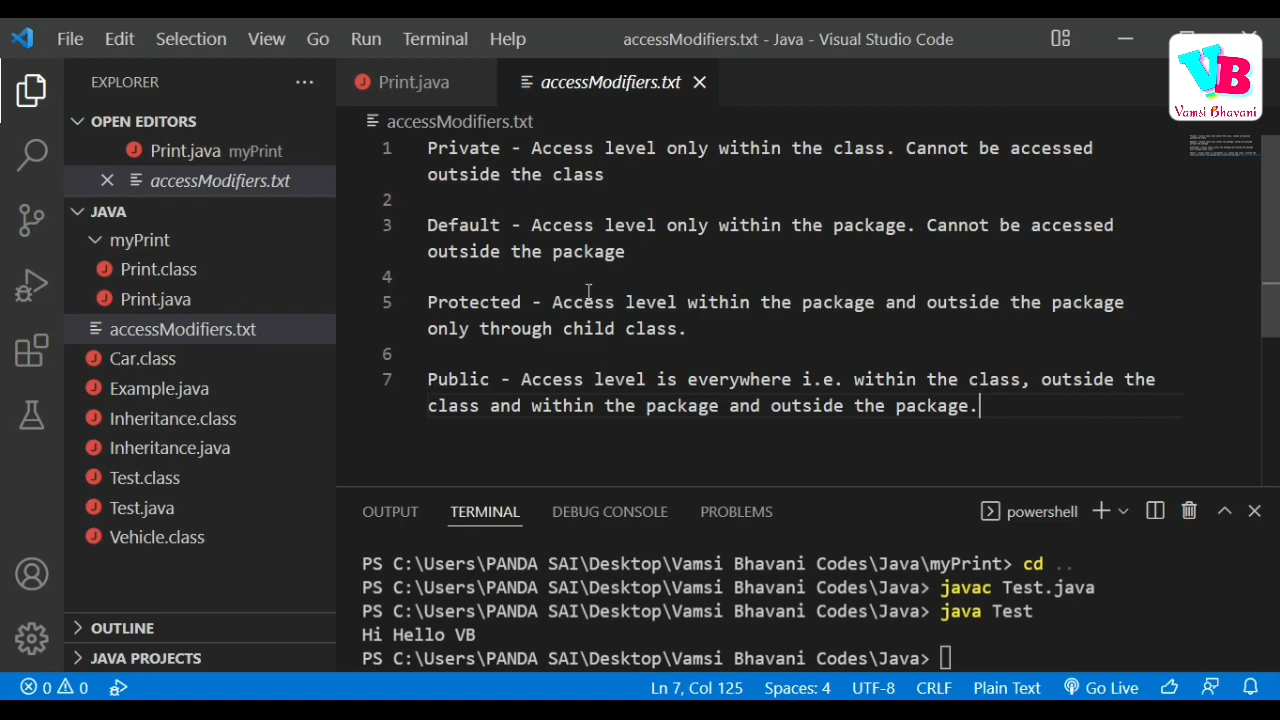 File Edit Selection View Go Run Terminal Help
accessModifiers.txt - Java - Visual Studio Code
VB
Vamsi Bhavani
EXPLORER
OPEN EDITORS
Print.java myPrint
accessModifiers.txt
JAVA
myPrint
Print.class
Print.java
accessModifiers.txt
Car.class
Example.java
Inheritance.class
Inheritance.java
Test.class
Test.java
Vehicle.class
OUTLINE
JAVA PROJECTS
Print.java accessModifiers.txt
accessModifiers.txt
1 Private - Access level only within the class. Cannot be accessed
outside the class
2
3 Default - Access level only within the package. Cannot be accessed
outside the package
4
5 Protected - Access level within the package and outside the package
only through child class.
6
7 Public - Access level is everywhere i.e. within the class, outside the
class and within the package and outside the package.
OUTPUT TERMINAL DEBUG CONSOLE PROBLEMS powershell
PS C:\Users\PANDA SAI\Desktop\Vamsi Bhavani Codes\Java\myPrint> cd ..
PS C:\Users\PANDA SAI\Desktop\Vamsi Bhavani Codes\Java> javac Test.java
PS C:\Users\PANDA SAI\Desktop\Vamsi Bhavani Codes\Java> java Test
Hi Hello VB
PS C:\Users\PANDA SAI\Desktop\Vamsi Bhavani Codes\Java>
0 0 Ln 7, Col 125 Spaces: 4 UTF-8 CRLF Plain Text Go Live